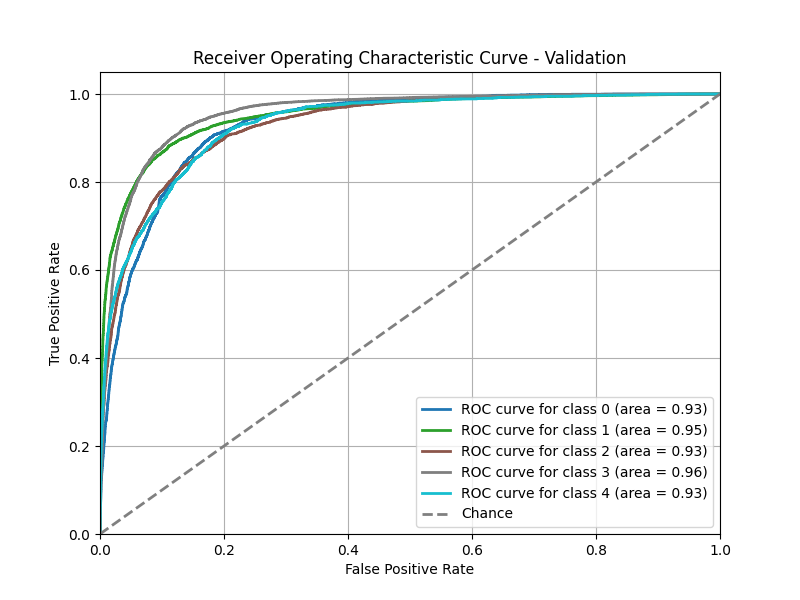 Receiver Operating Characteristic Curve - Validation
True Positive Rate
1.0
0.8
0.6
0.4
0.2
0.0
0.0 0.2 0.4 0.6 0.8 1.0
False Positive Rate
ROC curve for class 0 (area = 0.93)
ROC curve for class 1 (area = 0.95)
ROC curve for class 2 (area = 0.93)
ROC curve for class 3 (area = 0.96)
ROC curve for class 4 (area = 0.93)
Chance